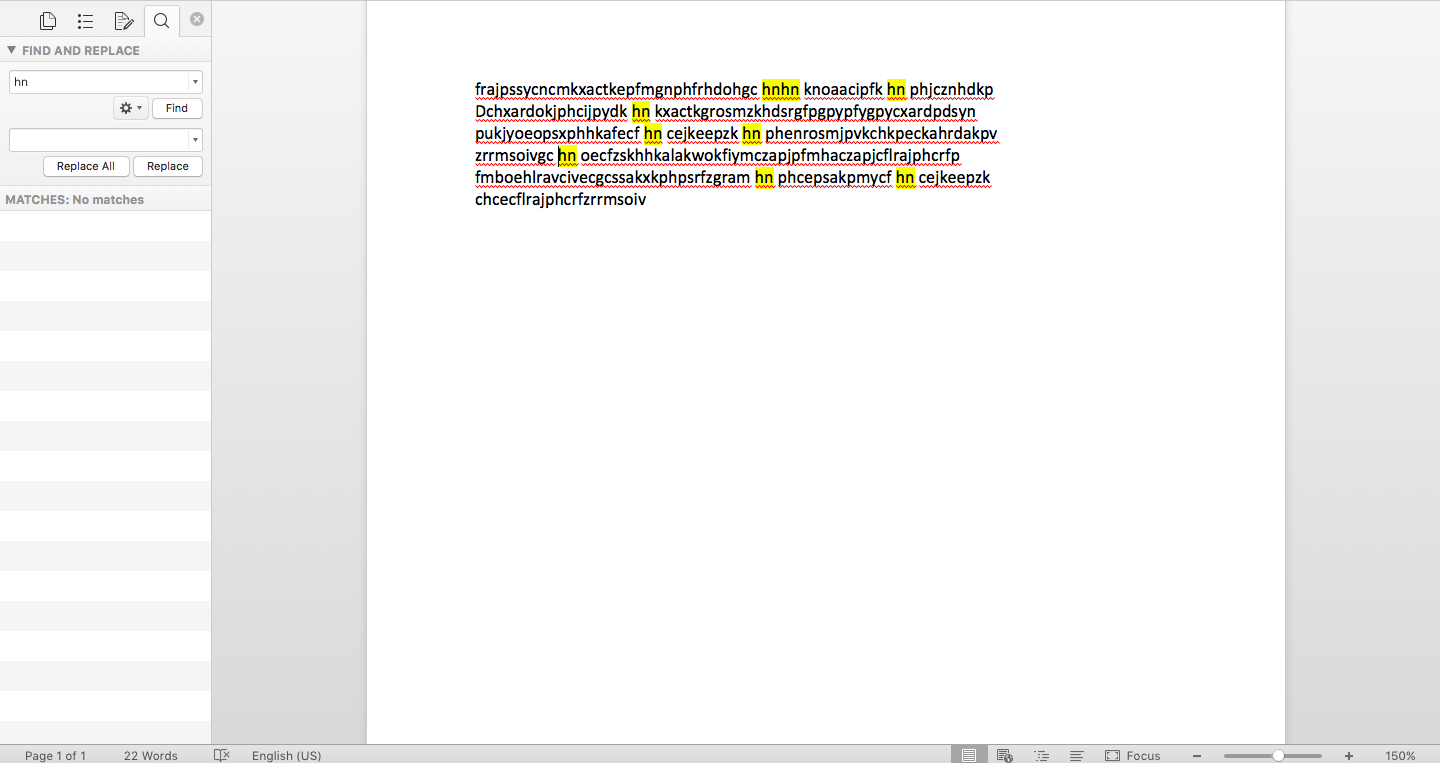 FIND AND REPLACE
hn
Find
Replace All
Replace
MATCHES: No matches
frajpssycncmkxactkepfmgnphfrhdohgc hnhn knoaacipfk hn phjcznhdkp
Dchxardokjphcijpydk hn kxactkgrosmzkhdsrgfpgpypfygpycxardpdsyn
pukjyoeopsxphhkafecf hn cejkeepzk hn phenrosmjpvkchkpeckahrdakpv
zrrmsoivgc hn oecfzskhhkalakwokfiymczapjpfmhaczapjcflrajphcrfp
fmboehlravcivecgcssakxkphpsrfzgram hn phcepsakpmycf hn cejkeepzk
chcecflrajphcrfzrrmsoiv
Page 1 of 1
22 Words
English (US)
Focus
150%